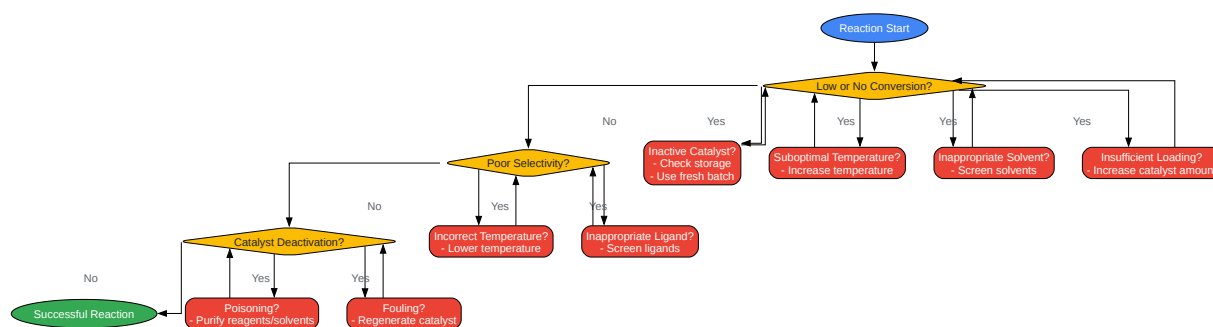 Reaction Start
Low or No Conversion?
No
Yes
Yes
Yes
Yes
Inactive Catalyst?
- Check storage
- Use fresh batch
Suboptimal Temperature?
- Increase temperature
Inappropriate Solvent?
- Screen solvents
Insufficient Loading?
- Increase catalyst amoun
Poor Selectivity?
No
Yes
Yes
Incorrect Temperature?
- Lower temperature
Inappropriate Ligand?
- Screen ligands
Catalyst Deactivation?
No
Yes
Yes
Successful Reaction
Poisoning?
- Purify reagents/solvents
Fouling?
- Regenerate catalyst